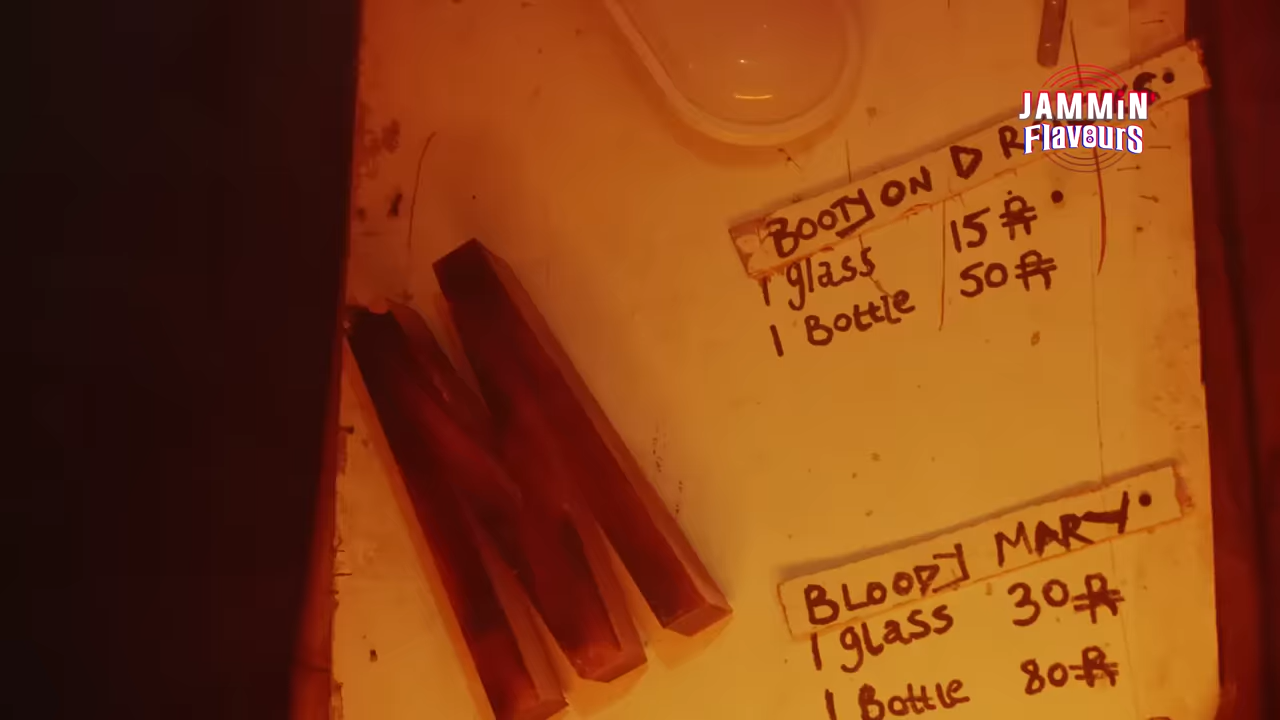 JAMMiN'
Flavours
BOOTY ON D
1 glass 15
1 Bottle 50
BLOODY MARY.
1 glass 30
1 Bottle 80